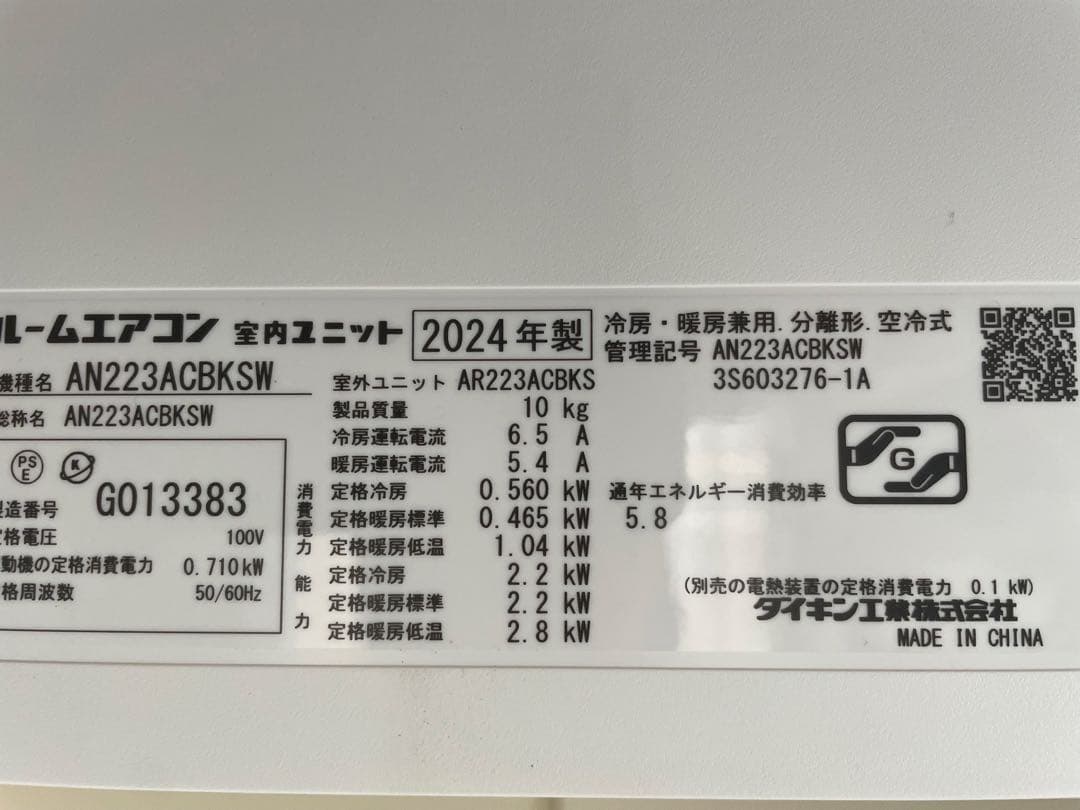 ルームエアコン 室内ユニット 2024年製
機種名 AN223ACBKSW
総称名 AN223ACBKSW
PS
E
K
製造番号 G013383
定格電圧 100V
電動機の定格消費電力 0.710kW
定格周波数 50/60Hz
室外ユニット AR223ACBKS
製品質量 10 kg
冷房運転電流 6.5 A
暖房運転電流 5.4 A
消費電力
定格冷房 0.560 kW
定格暖房標準 0.465 kW
定格暖房低温 1.04 kW
能力
定格冷房 2.2 kW
定格暖房標準 2.2 kW
定格暖房低温 2.8 kW
冷房・暖房兼用.分離形.空冷式
管理記号 AN223ACBKSW
3S603276-1A
G
通年エネルギー消費効率
5.8
(別売の電熱装置の定格消費電力 0.1 kW)
ダイキン工業株式会社
MADE IN CHINA